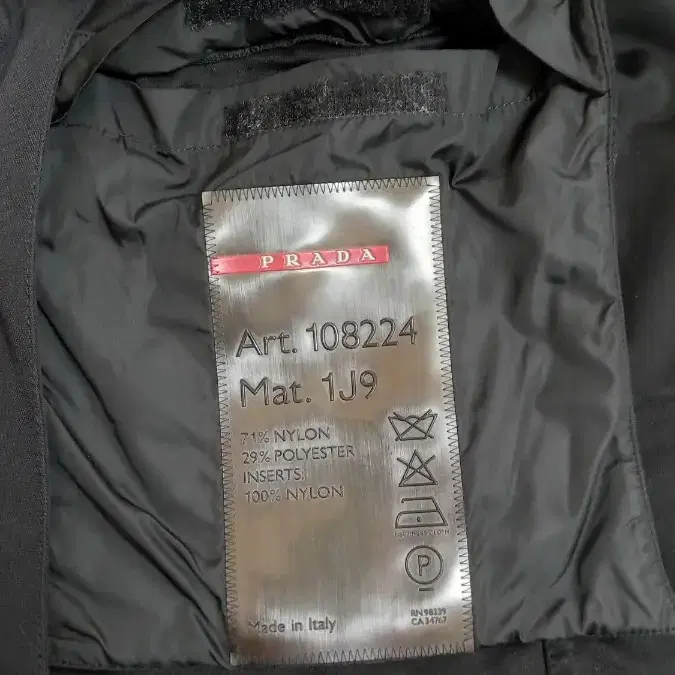 PRADA
Art. 108224
Mat. 1J9
71% NYLON
29% POLYESTER
INSERTS:
100% NYLON
P
Made in Italy
RN 98339
CA 34767